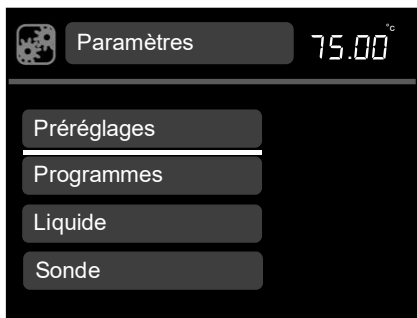 Paramètres 75.00°C
Préréglages
Programmes
Liquide
Sonde